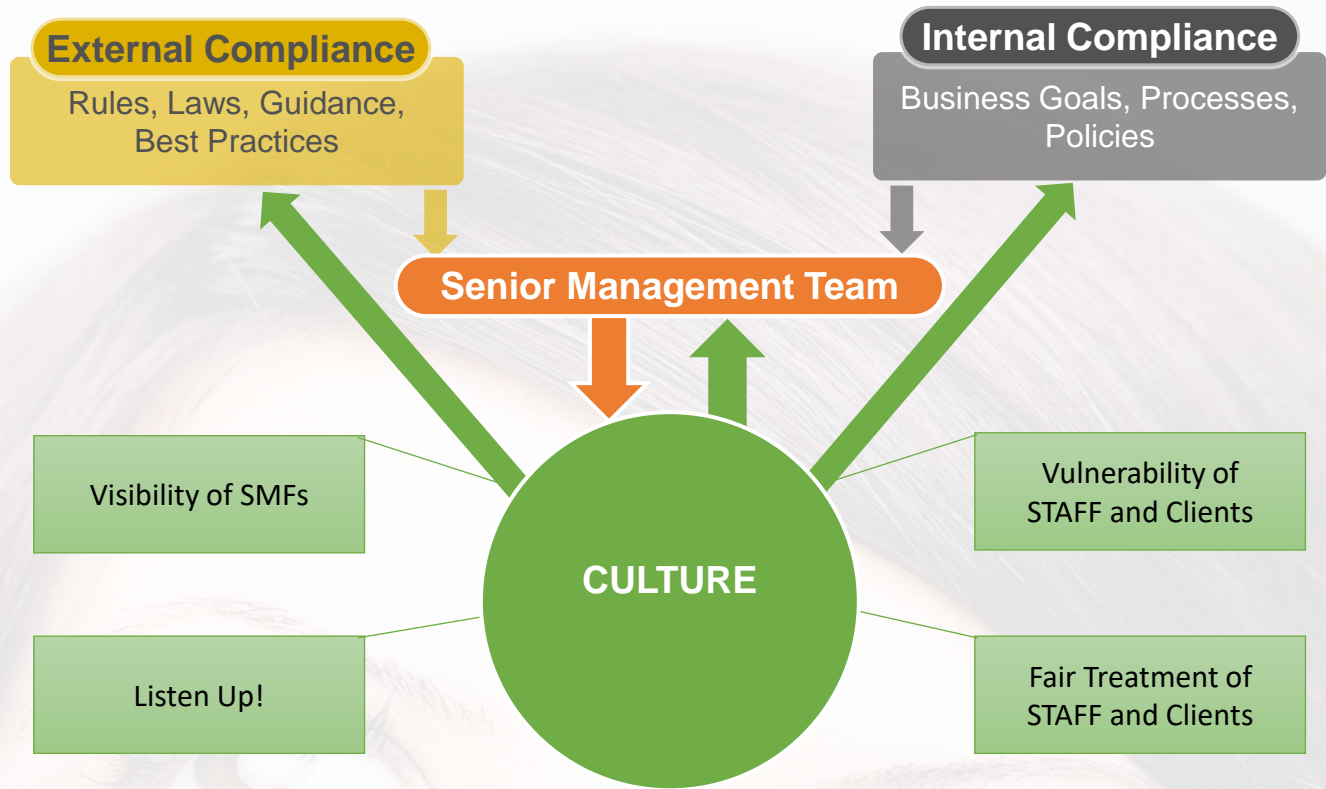 External Compliance
Rules, Laws, Guidance,
Best Practices
Internal Compliance
Business Goals, Processes,
Policies
Senior Management Team
Visibility of SMFs
Vulnerability of
STAFF and Clients
CULTURE
Listen Up!
Fair Treatment of
STAFF and Clients